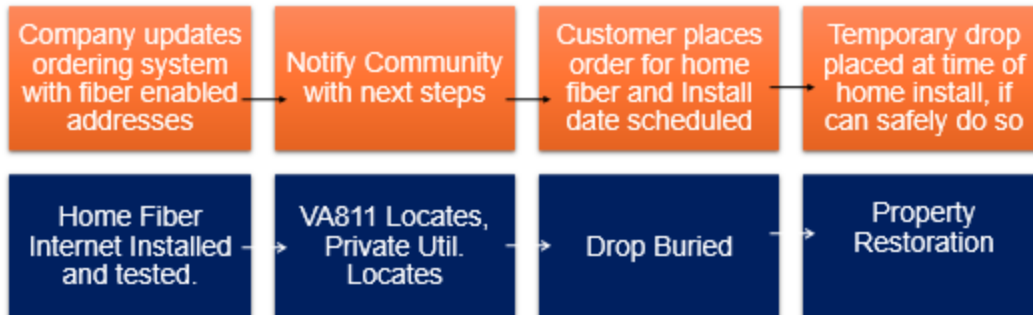 Company updates
ordering system
with fiber enabled
addresses
Notify Community
with next steps
Customer places
order for home
fiber and Install
date scheduled
Temporary drop
placed at time of
home install, if
can safely do so
Home Fiber
Internet Installed
and tested.
VA811 Locates,
Private Util.
Locates
Drop Buried
Property
Restoration